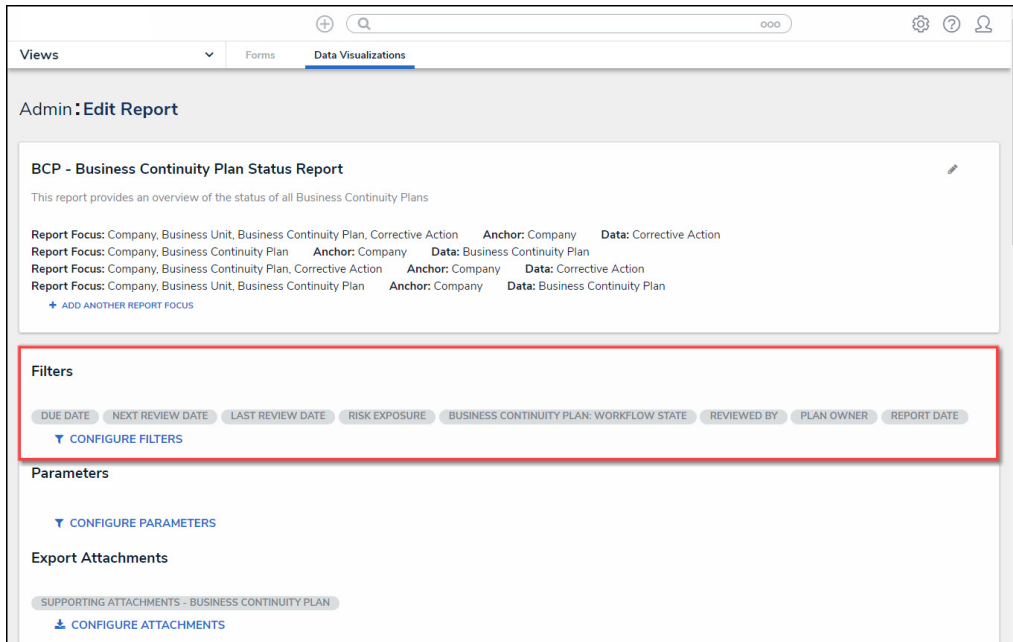 Views Forms Data Visualizations
Admin:Edit Report
BCP - Business Continuity Plan Status Report
This report provides an overview of the status of all Business Continuity Plans
Report Focus: Company, Business Unit, Business Continuity Plan, Corrective Action Anchor: Company Data: Corrective Action
Report Focus: Company, Business Continuity Plan Anchor: Company Data: Business Continuity Plan
Report Focus: Company, Business Continuity Plan, Corrective Action Anchor: Company Data: Corrective Action
Report Focus: Company, Business Unit, Business Continuity Plan Anchor: Company Data: Business Continuity Plan
+ ADD ANOTHER REPORT FOCUS
Filters
DUE DATE NEXT REVIEW DATE LAST REVIEW DATE RISK EXPOSURE BUSINESS CONTINUITY PLAN: WORKFLOW STATE REVIEWED BY PLAN OWNER REPORT DATE
CONFIGURE FILTERS
Parameters
CONFIGURE PARAMETERS
Export Attachments
SUPPORTING ATTACHMENTS - BUSINESS CONTINUITY PLAN
CONFIGURE ATTACHMENTS